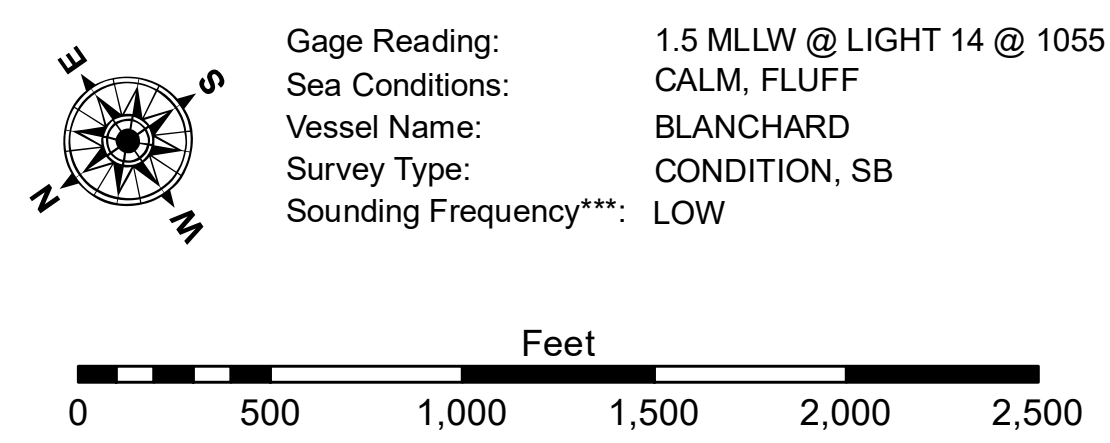 E
S
N
W
Gage Reading: 1.5 MLLW @ LIGHT 14 @ 1055
Sea Conditions: CALM, FLUFF
Vessel Name: BLANCHARD
Survey Type: CONDITION, SB
Sounding Frequency***: LOW
Feet
0 500 1,000 1,500 2,000 2,500